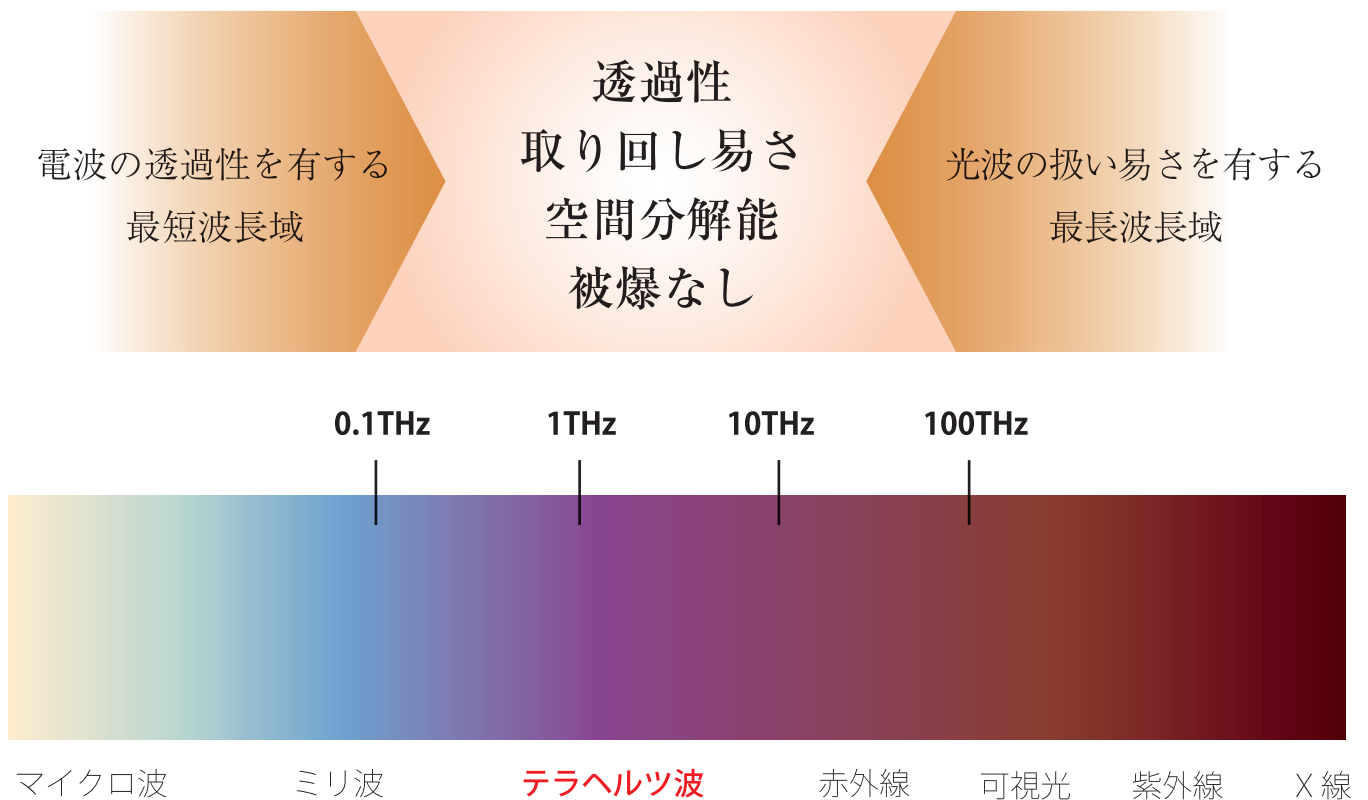 電波の透過性を有する
最短波長域
透過性
取り回し易さ
空間分解能
被爆なし
光波の扱い易さを有する
最長波長域
0.1THz
1THz
10THz
100THz
マイクロ波
ミリ波
テラヘルツ波
赤外線
可視光
紫外線
X 線